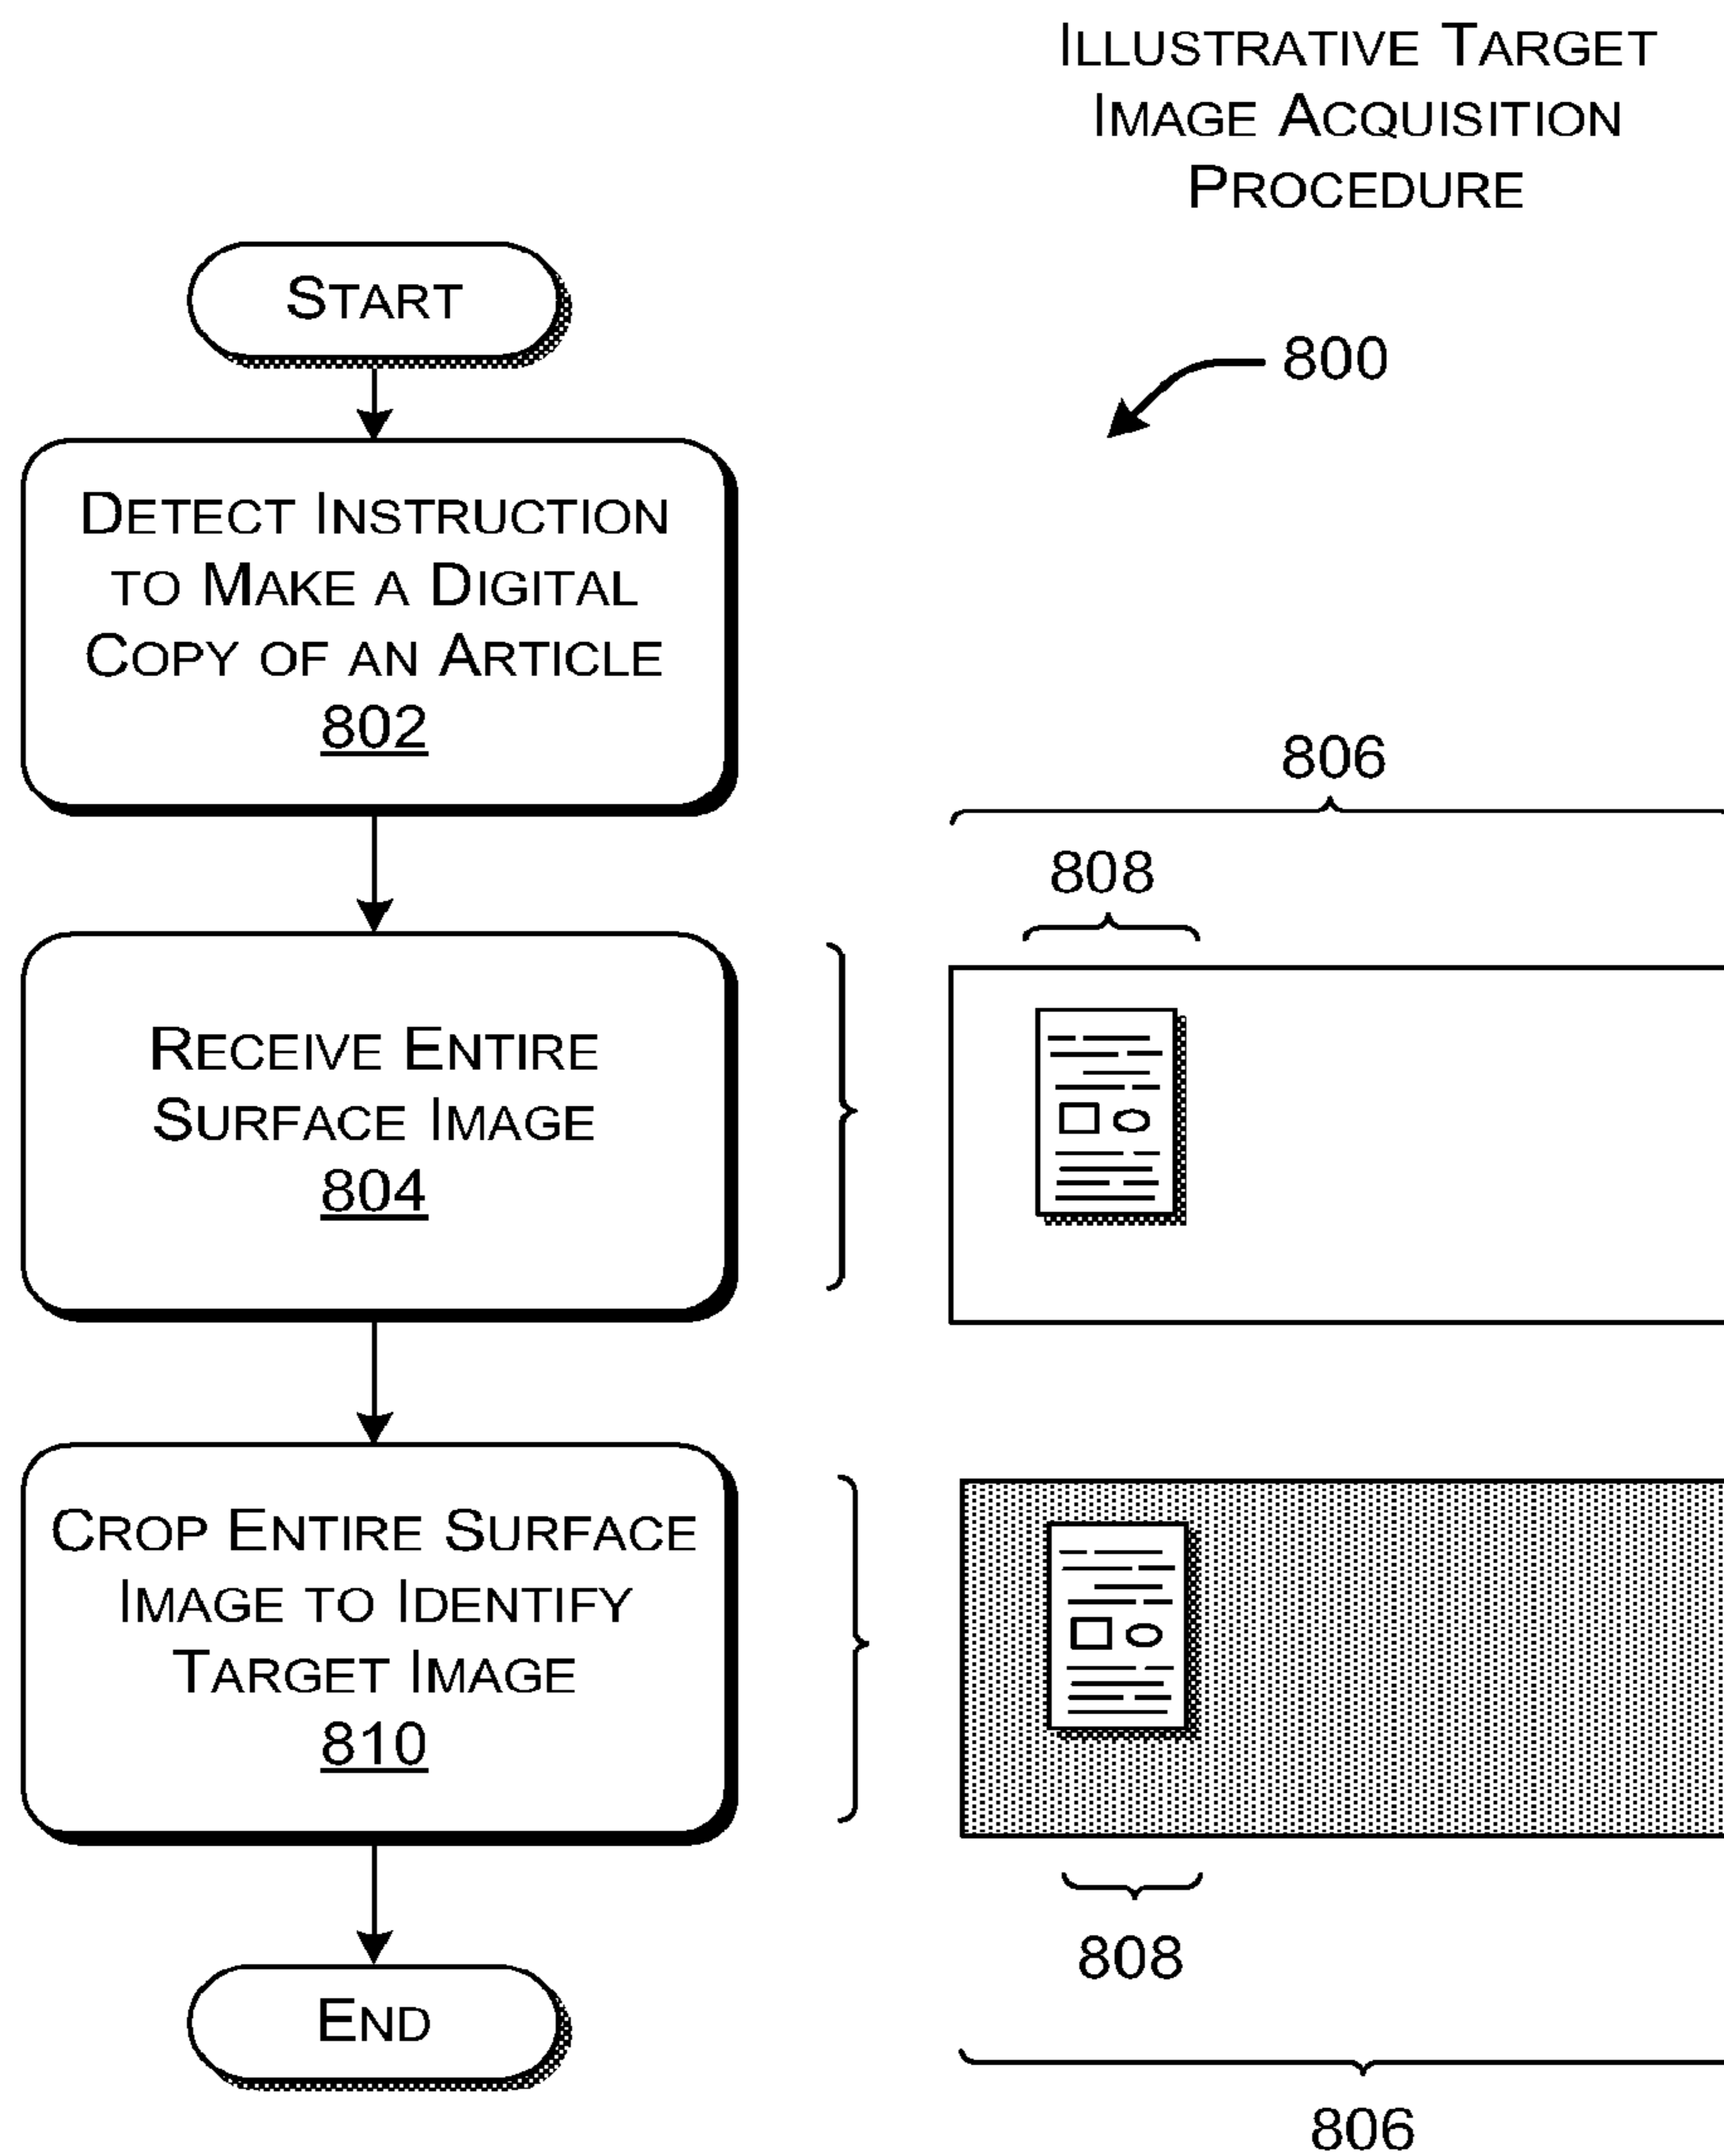 ILLUSTRATIVE TARGET
IMAGE ACQUISITION
PROCEDURE
START
800
DETECT INSTRUCTION
TO MAKE A DIGITAL
COPY OF AN ARTICLE
802
806
808
RECEIVE ENTIRE
SURFACE IMAGE
804
CROP ENTIRE SURFACE
IMAGE TO IDENTIFY
TARGET IMAGE
810
808
END
806